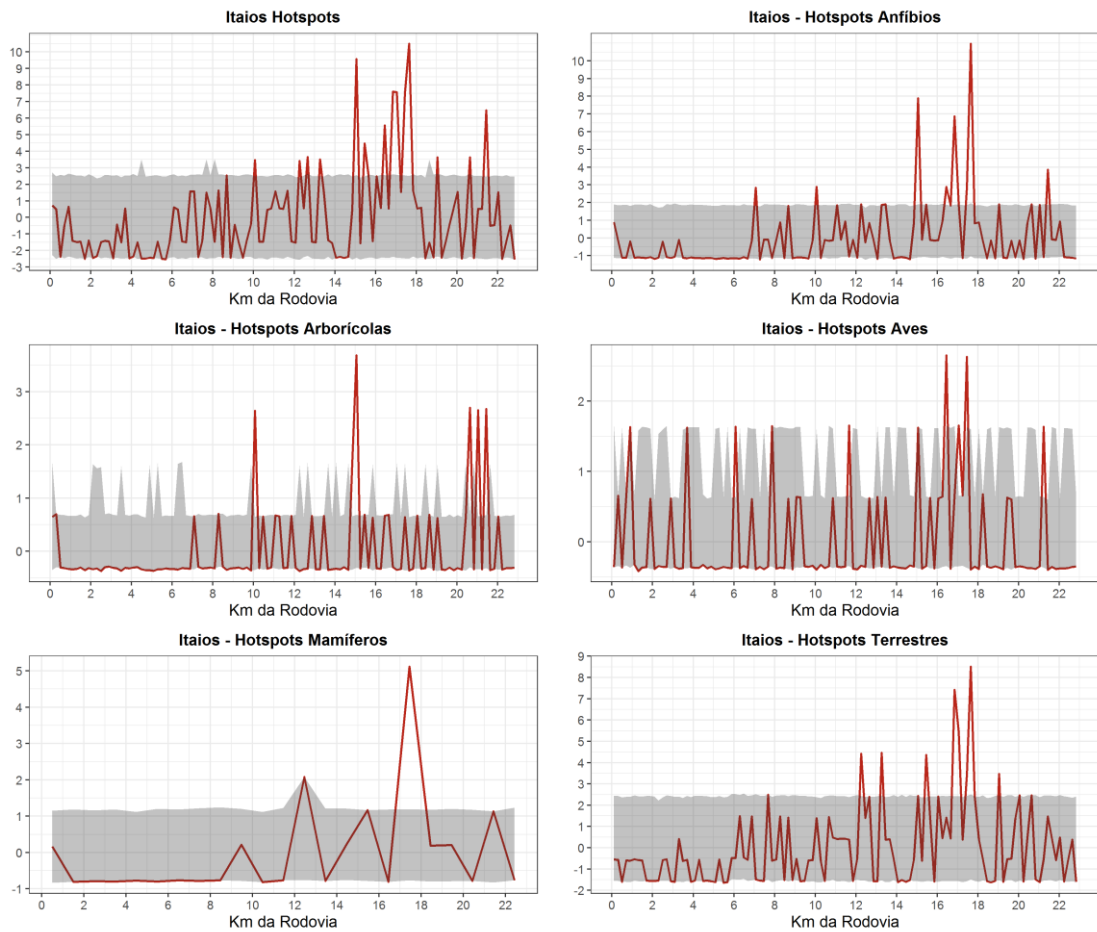 Itaios Hotspots
10
9
8
7
6
5
4
3
2
1
0
-1
-2
-3
0 2 4 6 8 10 12 14 16 18 20 22
Km da Rodovia
Itaios - Hotspots Anfíbios
10
9
8
7
6
5
4
3
2
1
0
-1
0 2 4 6 8 10 12 14 16 18 20 22
Km da Rodovia
Itaios - Hotspots Arborícolas
3
2
1
0
0 2 4 6 8 10 12 14 16 18 20 22
Km da Rodovia
Itaios - Hotspots Aves
2
1
0
0 2 4 6 8 10 12 14 16 18 20 22
Km da Rodovia
Itaios - Hotspots Mamíferos
5
4
3
2
1
0
-1
0 2 4 6 8 10 12 14 16 18 20 22
Km da Rodovia
Itaios - Hotspots Terrestres
9
8
7
6
5
4
3
2
1
0
-1
-2
0 2 4 6 8 10 12 14 16 18 20 22
Km da Rodovia